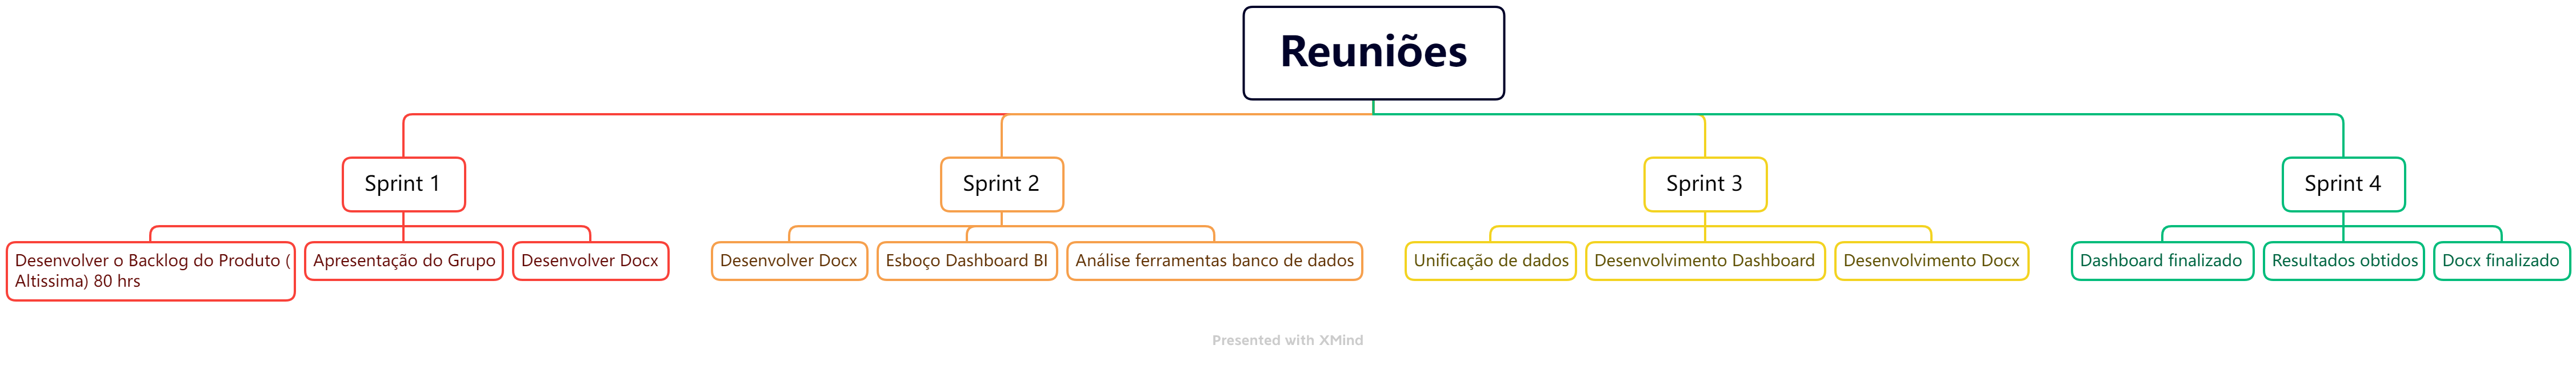 Reuniões
Sprint 1
Sprint 2
Sprint 3
Sprint 4
Desenvolver o Backlog do Produto (
Altissima) 80 hrs
Apresentação do Grupo
Desenvolver Docx
Desenvolver Docx
Esboço Dashboard BI
Análise ferramentas banco de dados
Unificação de dados
Desenvolvimento Dashboard
Desenvolvimento Docx
Dashboard finalizado
Resultados obtidos
Docx finalizado
Presented with XMind